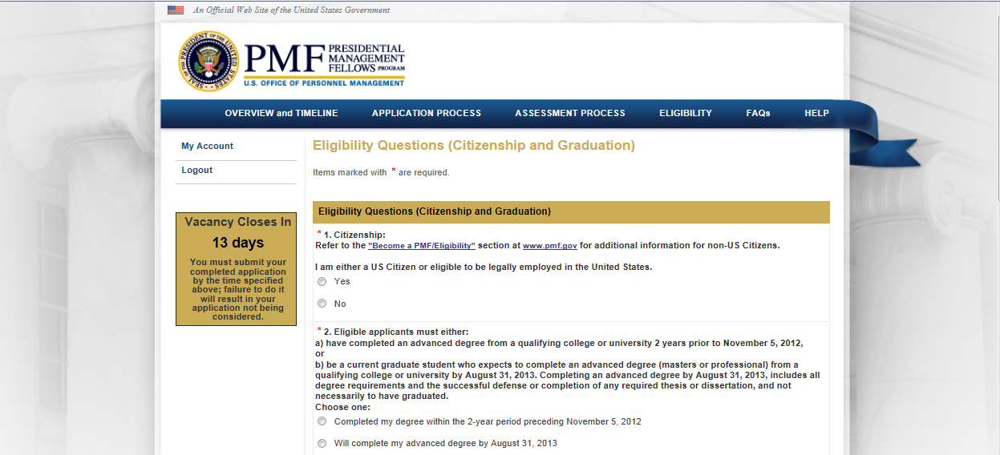 An Official Web Site of the United States Government
SEAL OF THE PRESIDENT OF THE UNITED STATES
PMF PRESIDENTIAL
MANAGEMENT
FELLOWS PROGRAM
U.S. OFFICE OF PERSONNEL MANAGEMENT
OVERVIEW and TIMELINE APPLICATION PROCESS ASSESSMENT PROCESS ELIGIBILITY FAQs HELP
My Account
Logout
Vacancy Closes In
13 days
You must submit your
completed application
by the time specified
above; failure to do it
will result in your
application not being
considered.
Eligibility Questions (Citizenship and Graduation)
Items marked with * are required.
Eligibility Questions (Citizenship and Graduation)
* 1. Citizenship:
Refer to the "Become a PMF/Eligibility" section at www.pmf.gov for additional information for non-US Citizens.
I am either a US Citizen or eligible to be legally employed in the United States.
Yes
No
* 2. Eligible applicants must either:
a) have completed an advanced degree from a qualifying college or university 2 years prior to November 5, 2012,
or
b) be a current graduate student who expects to complete an advanced degree (masters or professional) from a
qualifying college or university by August 31, 2013. Completing an advanced degree by August 31, 2013, includes all
degree requirements and the successful defense or completion of any required thesis or dissertation, and not
necessarily to have graduated.
Choose one:
Completed my degree within the 2-year period preceding November 5, 2012
Will complete my advanced degree by August 31, 2013